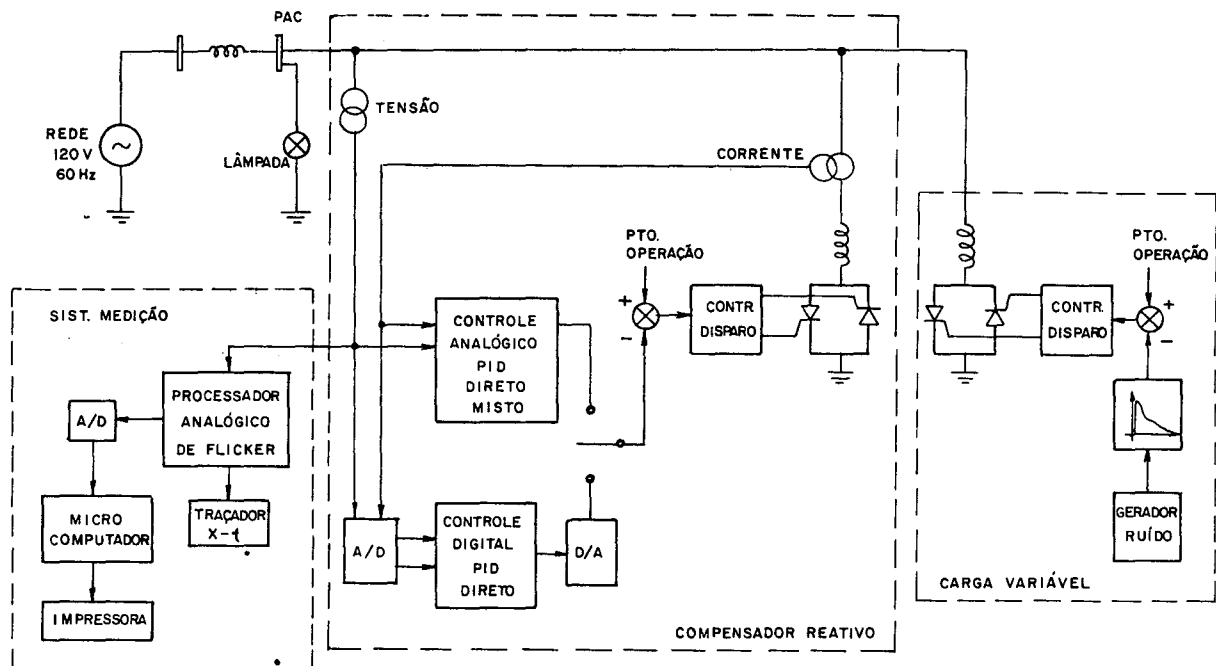 PAC
TENSÃO
REDE
120 V
60 Hz
LÂMPADA
CORRENTE
PTO.
OPERAÇÃO
+
-
CONTR.
DISPARO
CONTROLE
ANALÓGICO
PID
DIRETO
MISTO
A/D
CONTROLE
DIGITAL
PID
DIRETO
D/A
COMPENSADOR REATIVO
PTO.
OPERAÇÃO
+
-
CONTR.
DISPARO
GERADOR
RUÍDO
CARGA VARIÁVEL
SIST. MEDIÇÃO
PROCESSADOR
ANALÓGICO
DE FLICKER
A/D
MICRO
COMPUTADOR
TRAÇADOR
X-t
IMPRESSORA